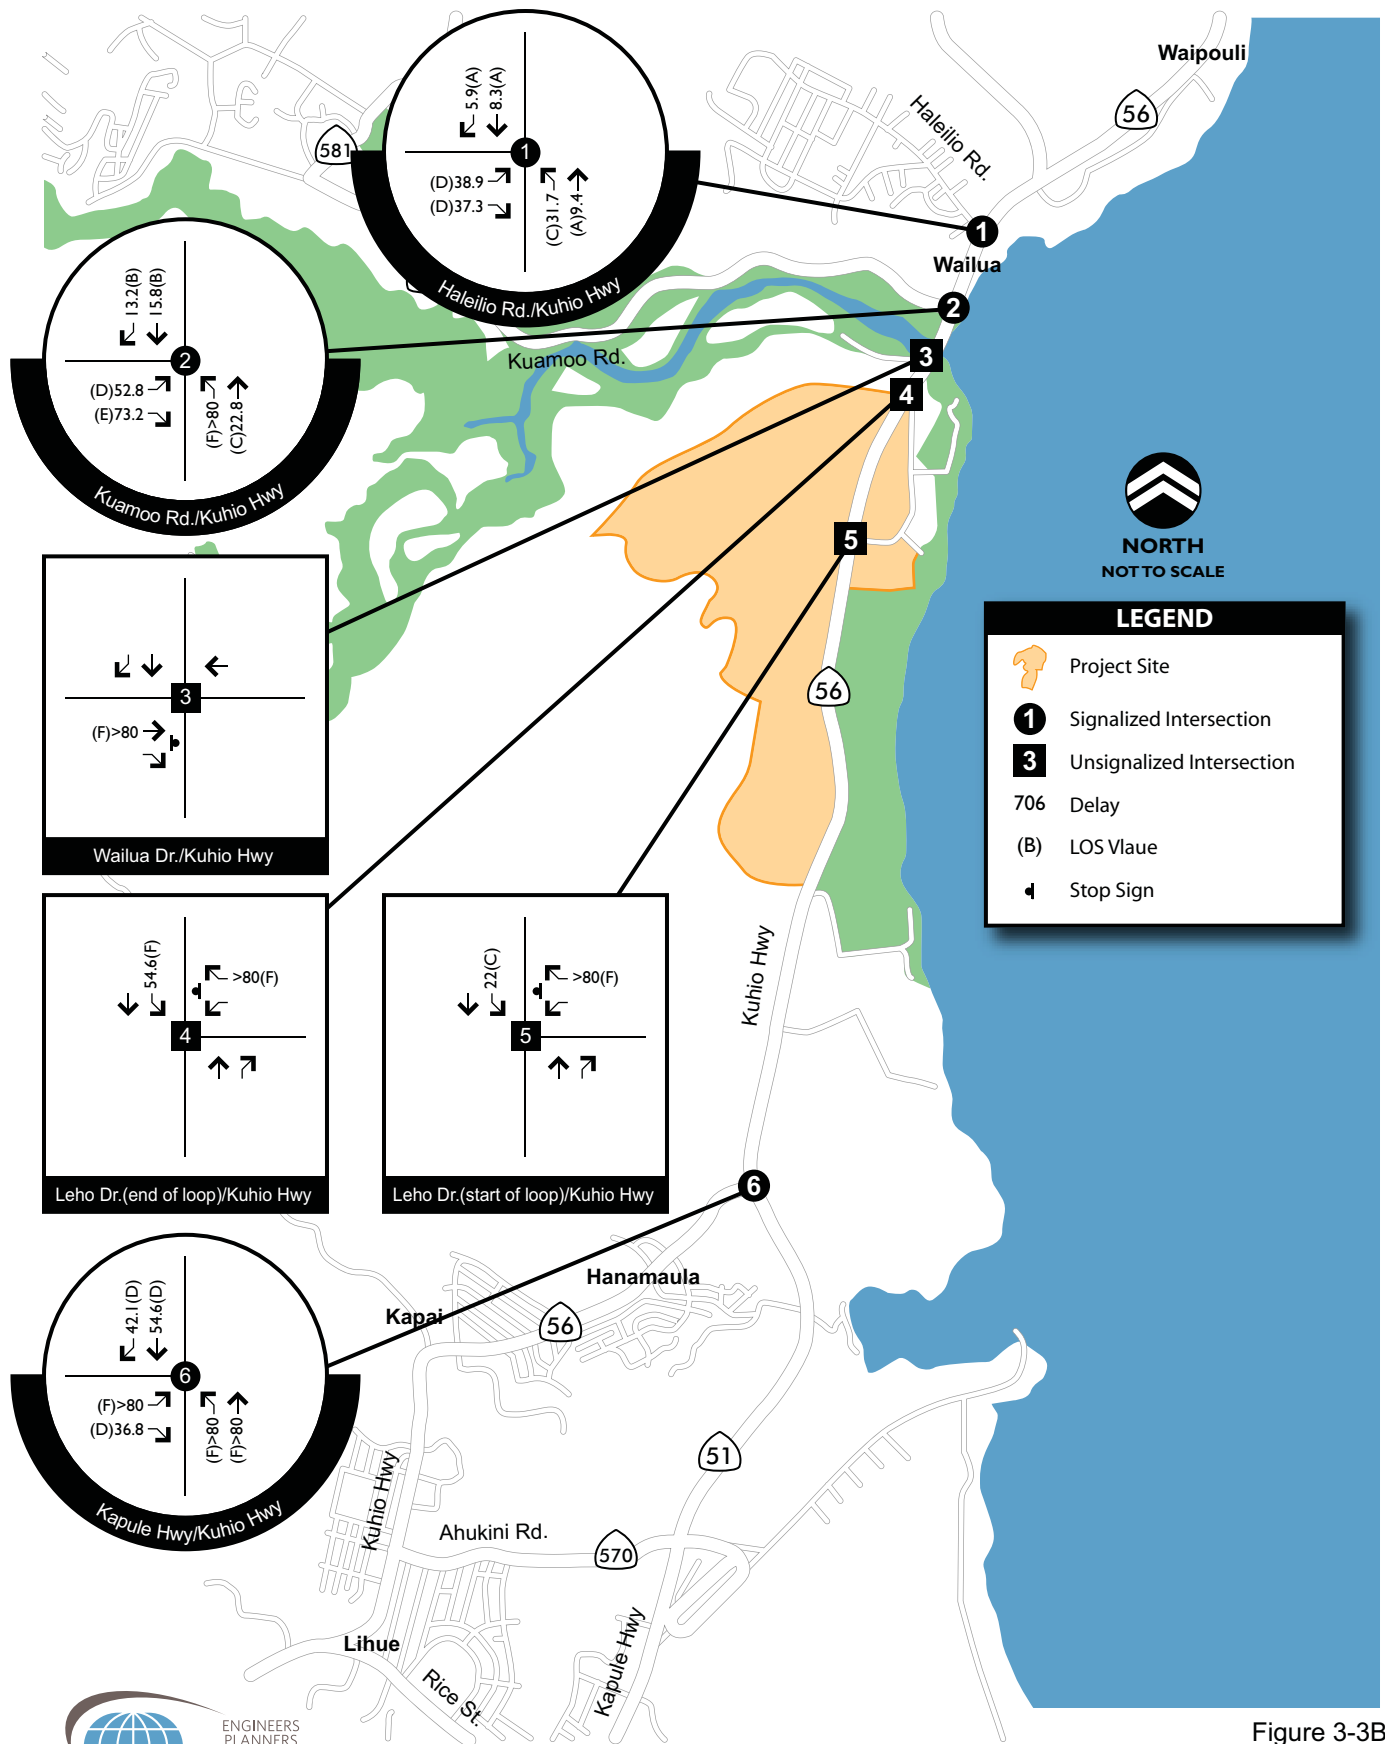 Waipouli
56
Haleilio Rd.
581
5.9(A)
8.3(A)
1
(D)38.9
(D)37.3
(C)31.7
(A)9.4
Haleilio Rd./Kuhio Hwy
1
Wailua
2
13.2(B)
15.8(B)
2
(D)52.8
(E)73.2
(F)>80
(C)22.8
Kuamoo Rd./Kuhio Hwy
Kuamoo Rd.
3
4
5
NORTH
NOT TO SCALE
LEGEND
Project Site
1 Signalized Intersection
3 Unsignalized Intersection
706 Delay
(B) LOS Vlaue
Stop Sign
3
(F)>80
Wailua Dr./Kuhio Hwy
56
54.6(F)
>80(F)
4
Leho Dr.(end of loop)/Kuhio Hwy
22(C)
>80(F)
5
Leho Dr.(start of loop)/Kuhio Hwy
Kuhio Hwy
6
42.1(D)
54.6(D)
6
(F)>80
(D)36.8
(F)>80
(F)>80
Kapule Hwy/Kuhio Hwy
Hanamaula
Kapai
56
51
Kuhio Hwy
Ahukini Rd.
570
Kapule Hwy
Lihue
Rice St.
ENGINEERS
PLANNERS
Figure 3-3B